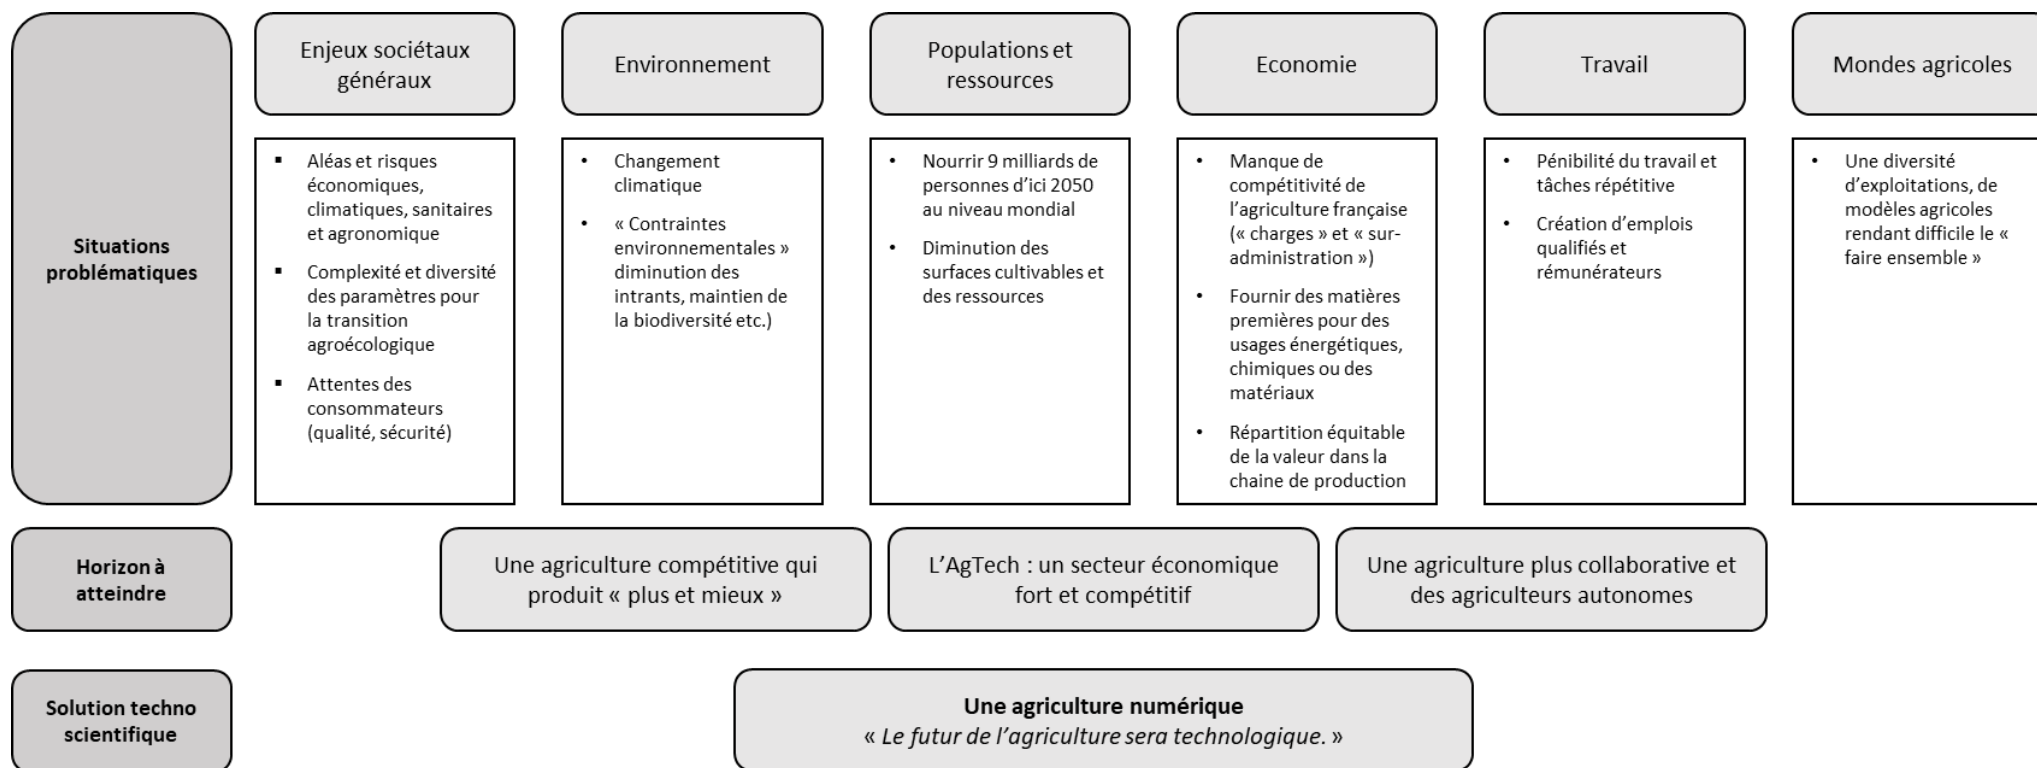 Situations
problématiques
Enjeux sociétaux
généraux
Environnement
Populations et
ressources
Economie
Travail
Mondes agricoles
▪ Aléas et risques
économiques,
climatiques, sanitaires
et agronomique
▪ Complexité et diversité
des paramètres pour
la transition
agroécologique
▪ Attentes des
consommateurs
(qualité, sécurité)
• Changement
climatique
• « Contraintes
environnementales »
diminution des
intrants, maintien de
la biodiversité etc.)
• Nourrir 9 milliards de
personnes d’ici 2050
au niveau mondial
• Diminution des
surfaces cultivables et
des ressources
• Manque de
compétitivité de
l’agriculture française
(« charges » et « sur-
administration »)
• Fournir des matières
premières pour des
usages énergétiques,
chimiques ou des
matériaux
• Répartition équitable
de la valeur dans la
chaine de production
• Pénibilité du travail et
tâches répétitive
• Création d’emplois
qualifiés et
rémunérateurs
• Une diversité
d’exploitations, de
modèles agricoles
rendant difficile le «
faire ensemble »
Horizon à
atteindre
Une agriculture compétitive qui
produit « plus et mieux »
L’AgTech : un secteur économique
fort et compétitif
Une agriculture plus collaborative et
des agriculteurs autonomes
Solution techno
scientifique
Une agriculture numérique
« Le futur de l’agriculture sera technologique. »